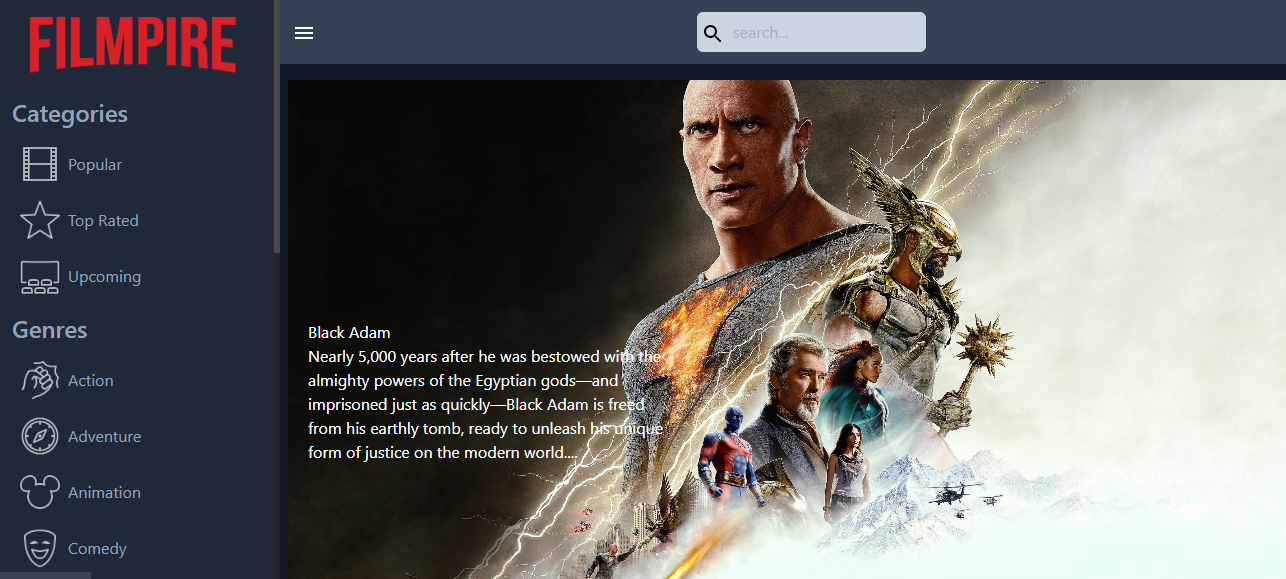 FILMPIRE
search...
Categories
Popular
Top Rated
Upcoming
Genres
Action
Adventure
Animation
Comedy
Black Adam
Nearly 5,000 years after he was bestowed with the
almighty powers of the Egyptian gods—and
imprisoned just as quickly—Black Adam is freed
from his earthly tomb, ready to unleash his unique
form of justice on the modern world....